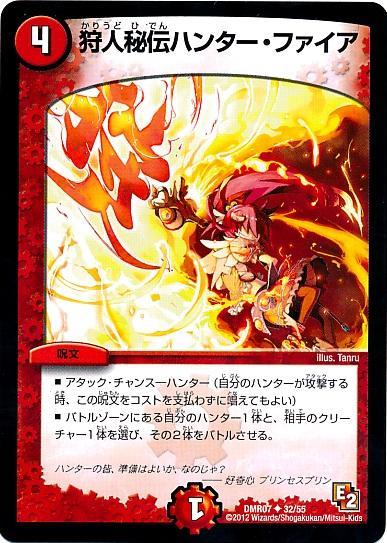 かりうど ひ でん
4 狩人秘伝ハンター・ファイア
illus. Tanru
呪文
■ アタック・チャンスーハンター（自分のハンターが攻撃する
時、この呪文をコストを支払わずに唱えてもよい）
■ バトルゾーンにある自分のハンター1体と、相手のクリー
チャー1体を選び、その2体をバトルさせる。
ハンターの皆、準備はよいか、なのじゃ？
—— 好奇心 プリンセスプリン
1
DMR07 ◆ 32/55
E2
©2012 Wizards/Shogakukan/Mitsui-Kids